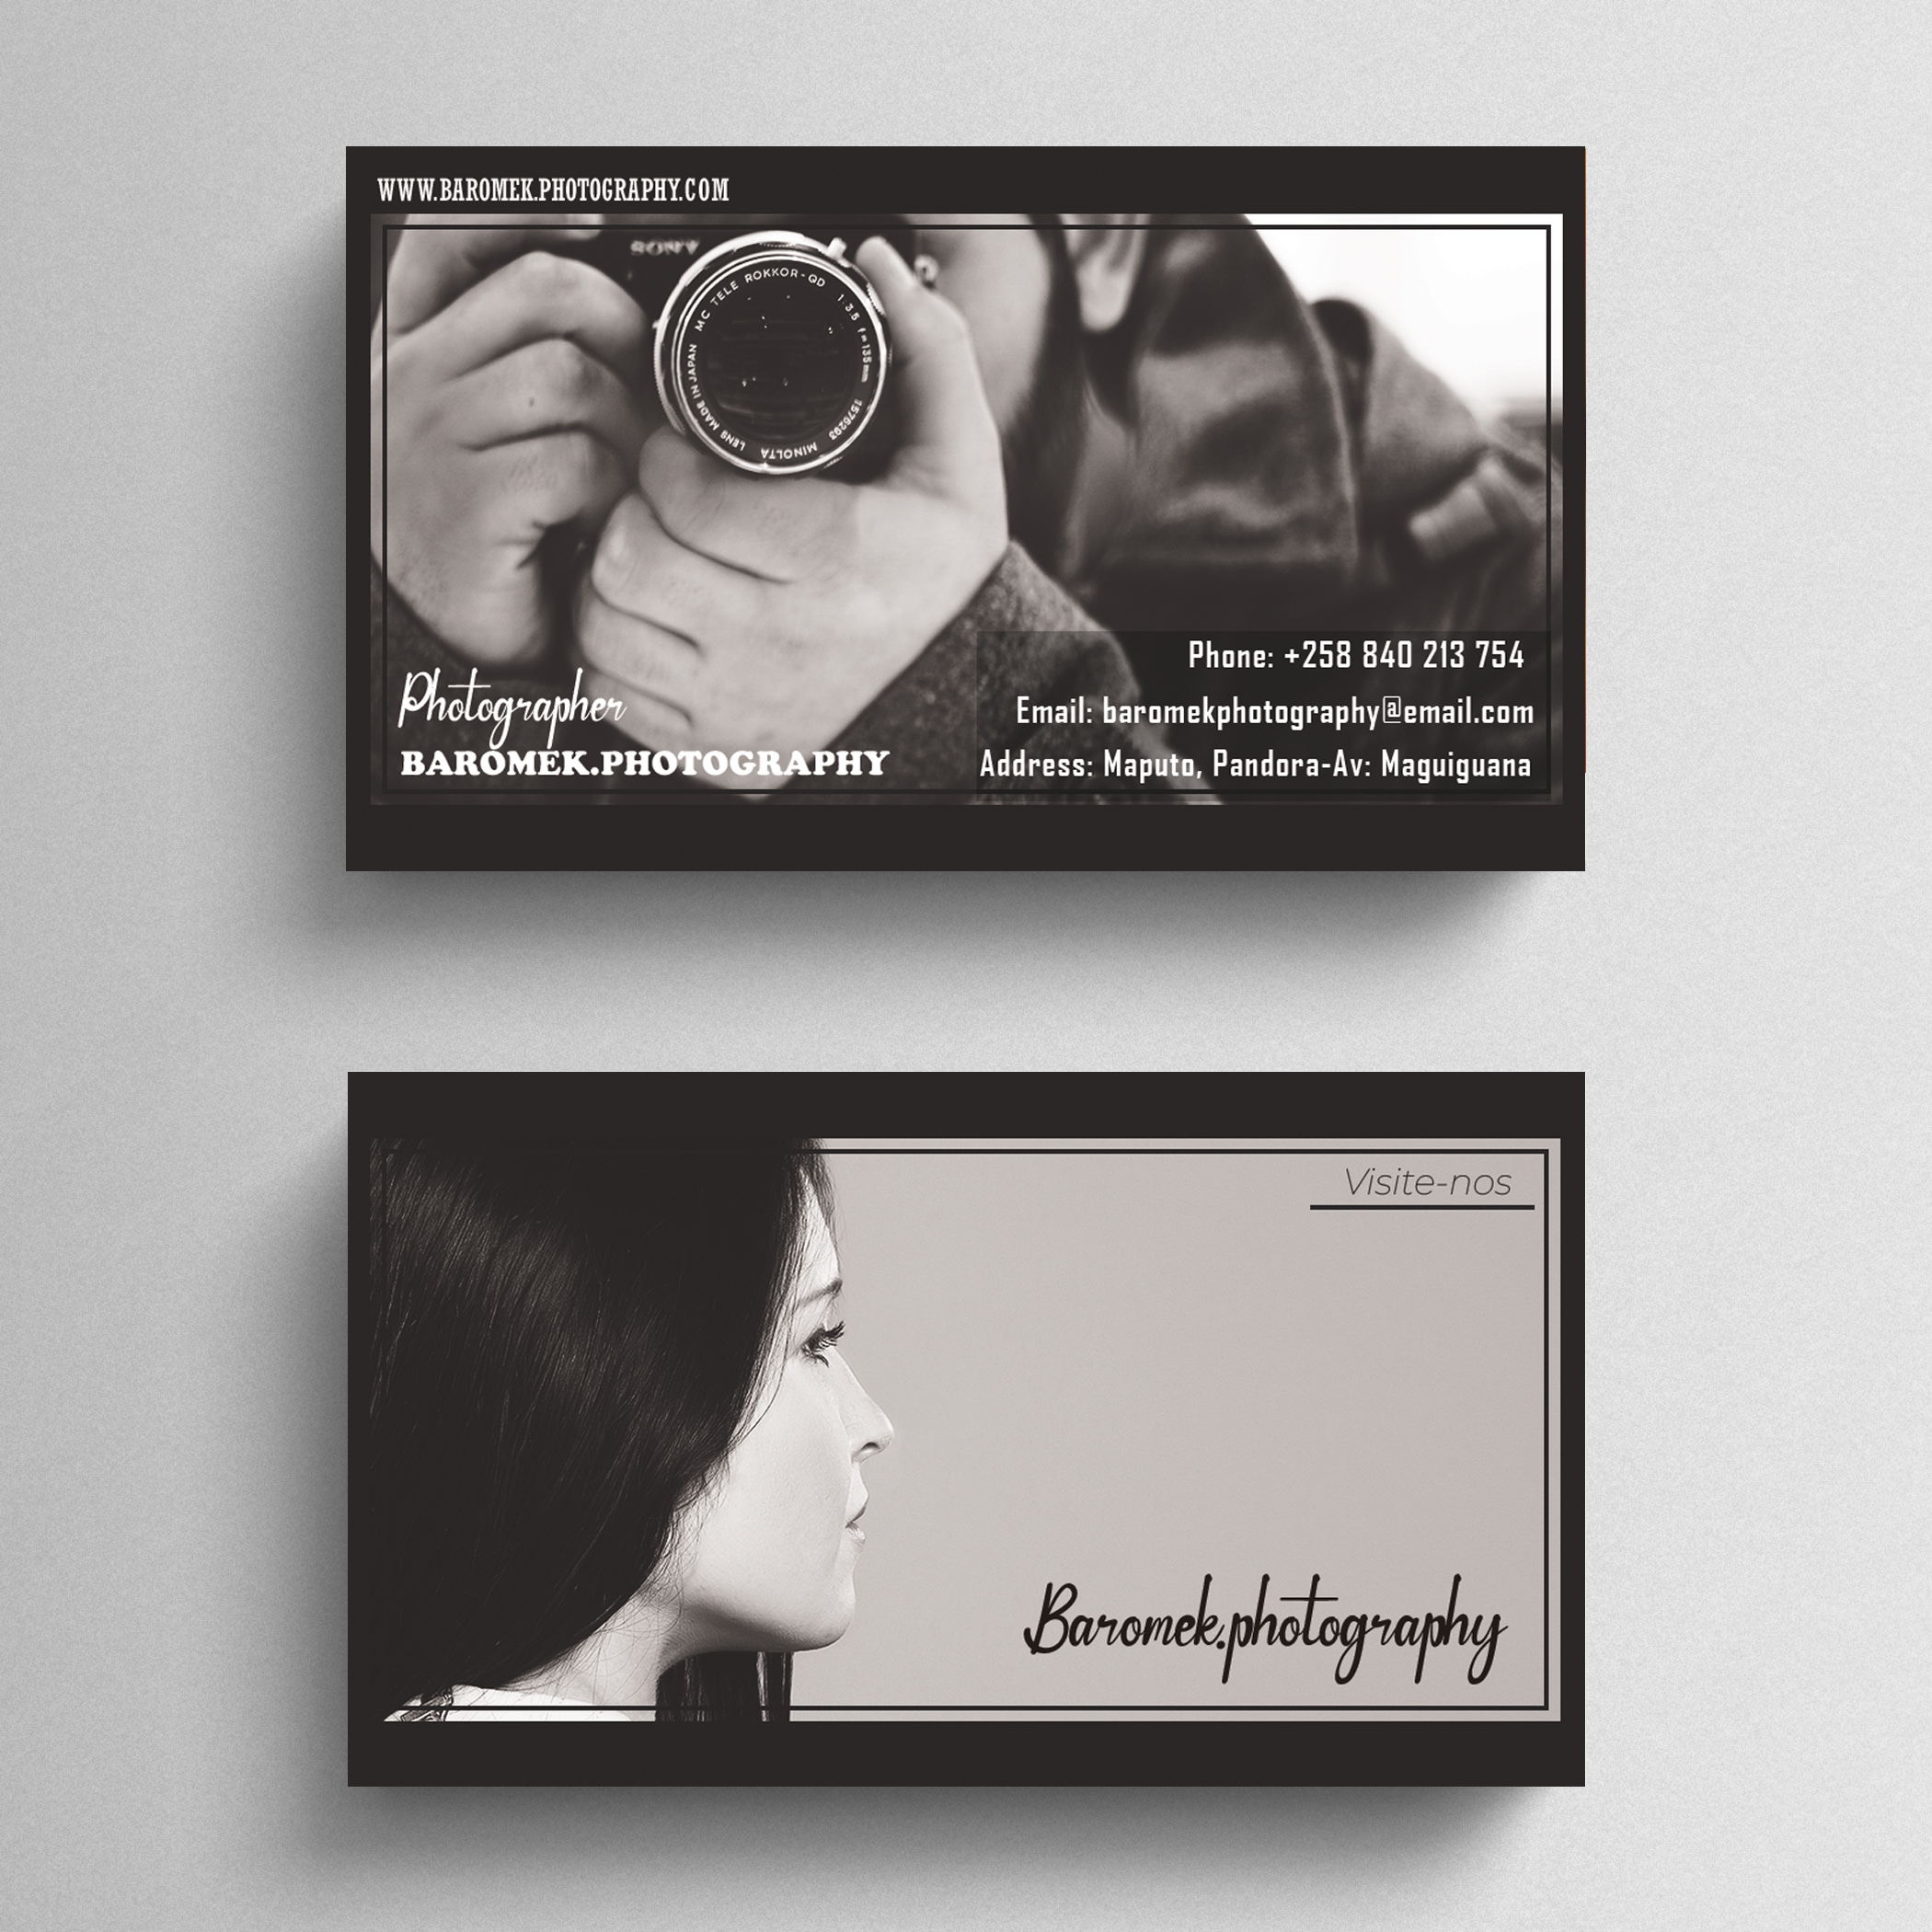 WWW.BAROMEK.PHOTOGRAPHY.COM
SONY
MC TELE ROKKOR-QD 1:3.5 f=135mm 1576293 MINOLTA LENS MADE IN JAPAN
Photographer
BAROMEK.PHOTOGRAPHY
Phone: +258 840 213 754
Email: baromekphotography@email.com
Address: Maputo, Pandora-Av: Maguiguana
Visite-nos
Baromek.photography